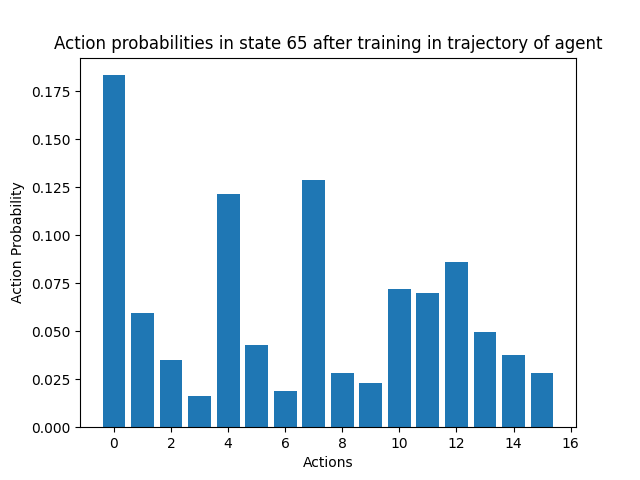 Action probabilities in state 65 after training in trajectory of agent
Action Probability
0.175
0.150
0.125
0.100
0.075
0.050
0.025
0.000
0 2 4 6 8 10 12 14 16
Actions